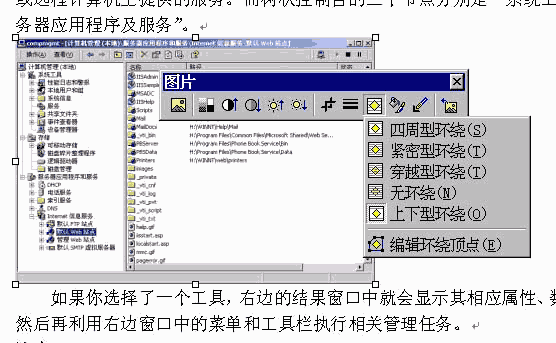 或远程计算机上提供的服务。而树状控制台的三个节点分别是“系统工
务器应用程序及服务”。
compmgmt - [计算机管理(本地)\服务器应用程序和服务\Internet 信息服务\默认 Web 站点]
操作(A) 查看(V)
计算机管理(本地)
系统工具
性能日志和警报
本地用户和组
系统信息
服务
共享文件夹
事件查看器
设备管理器
存储
可移动存储
磁盘碎片整理程序
逻辑驱动器
磁盘管理
服务器应用程序和服务
DHCP
电话服务
索引服务
DNS
Internet 信息服务
默认 FTP 站点
默认 Web 站点
管理 Web 站点
默认 SMTP 虚拟服务器
名称 路径 状态
IISAdmin
IISSamp
MSADC
IISHelp
Scripts
Mail
MailDocs H:\WINNT\Help\Mail
_vti_bin H:\Program Files\Common Files\Microsoft Shared\Web Se...
PBServer H:\Program Files\Phone Book Service\Bin
PBSData H:\Program Files\Phone Book Service\Data
Printers H:\WINNT\web\printers
images
_private
_vti_cnf
_vti_log
_vti_pvt
_vti_script
_vti_txt
help.gif
iisstart.asp
localstart.asp
mmc.gif
pagerror.gif
图片
四周型环绕(S)
紧密型环绕(T)
穿越型环绕(T)
无环绕(N)
上下型环绕(O)
编辑环绕顶点(E)
如果你选择了一个工具，右边的结果窗口中就会显示其相应属性、数
然后再利用右边窗口中的菜单和工具栏执行相关管理任务。